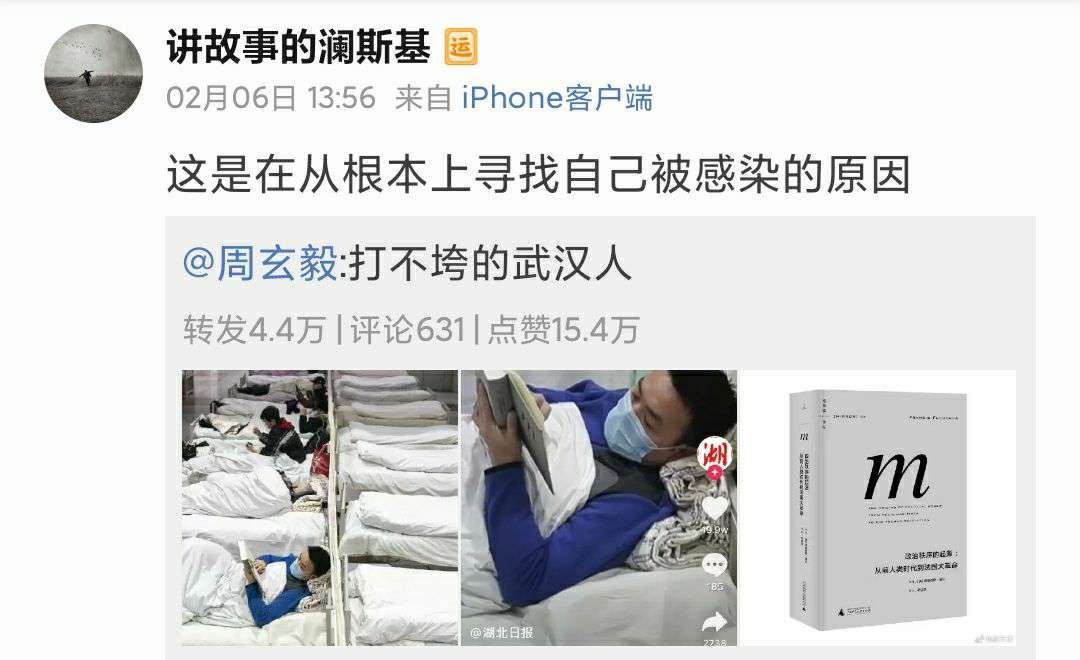 讲故事的澜斯基 运
02月06日 13:56 来自 iPhone客户端
这是在从根本上寻找自己被感染的原因
@周玄毅:打不垮的武汉人
转发4.4万|评论631|点赞15.4万
湖
19.9w
185
2738
@湖北日报
m
m
政治秩序的起源:
从前人类时代到法国大革命